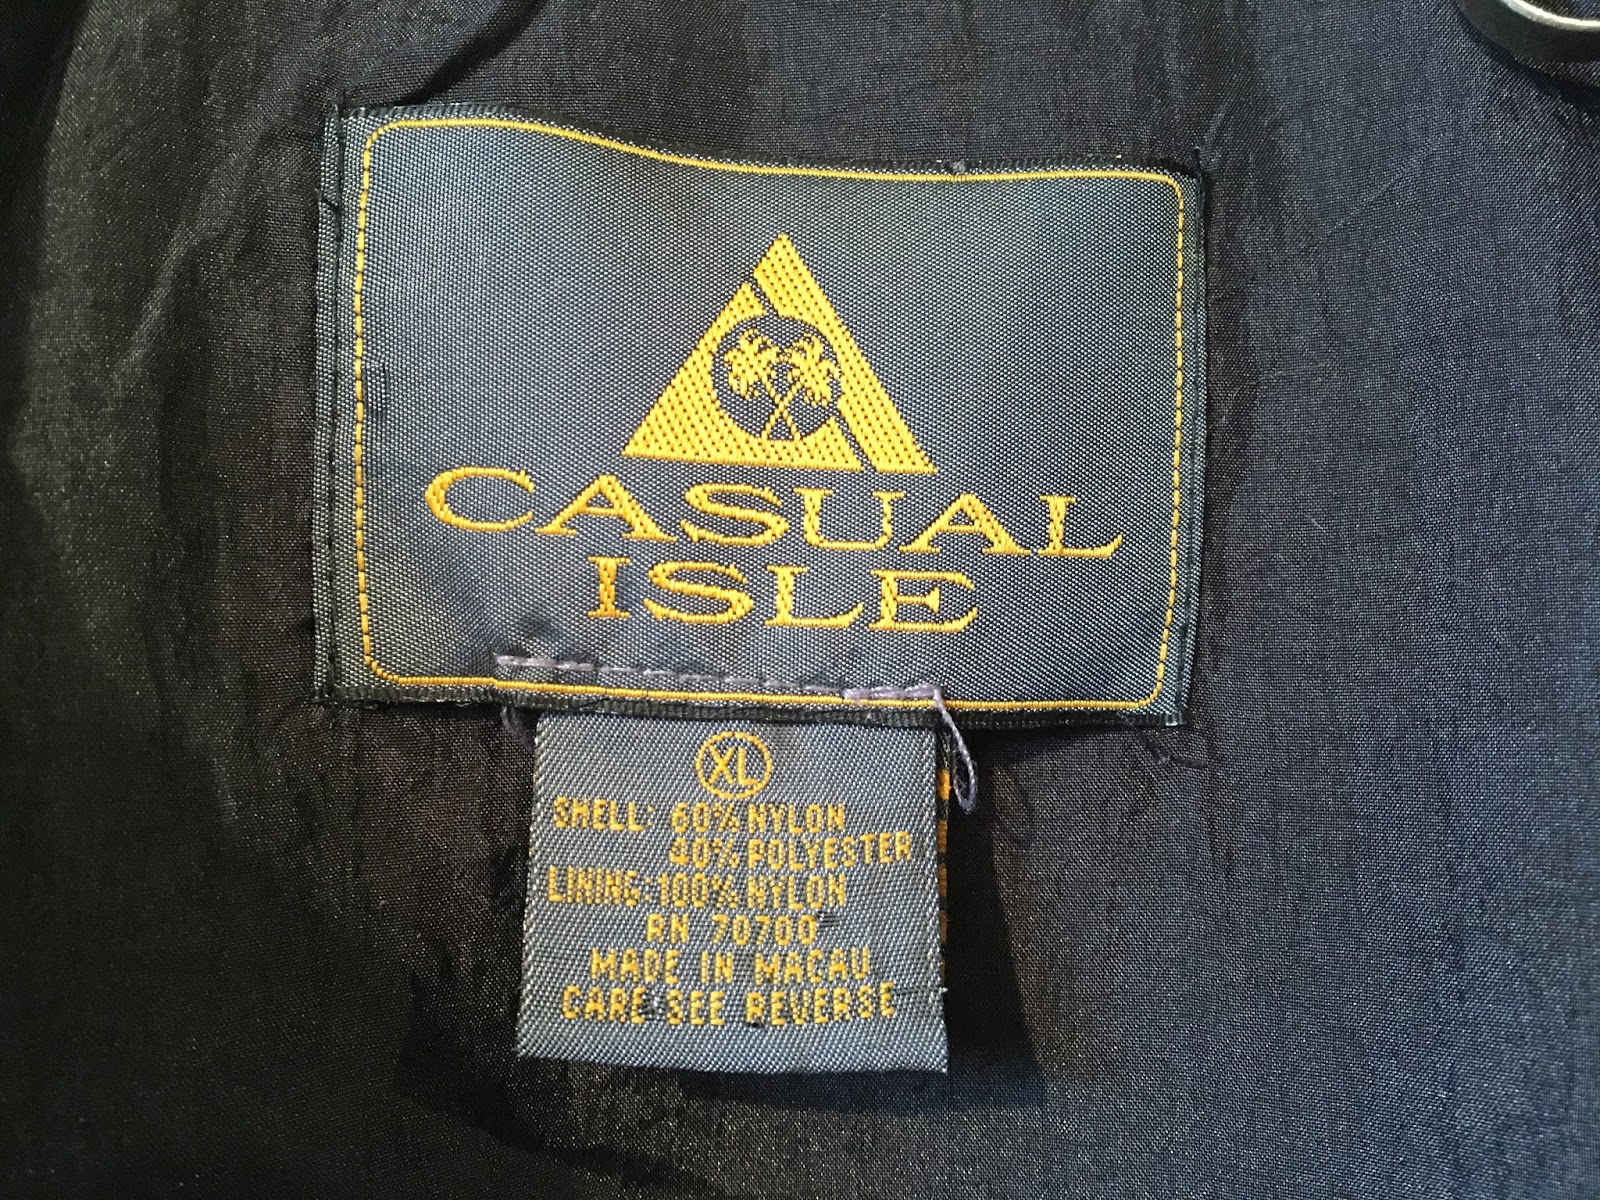 CASUAL
ISLE
XL
SHELL: 60% NYLON
40% POLYESTER
LINING: 100% NYLON
RN 70700
MADE IN MACAU
CARE SEE REVERSE